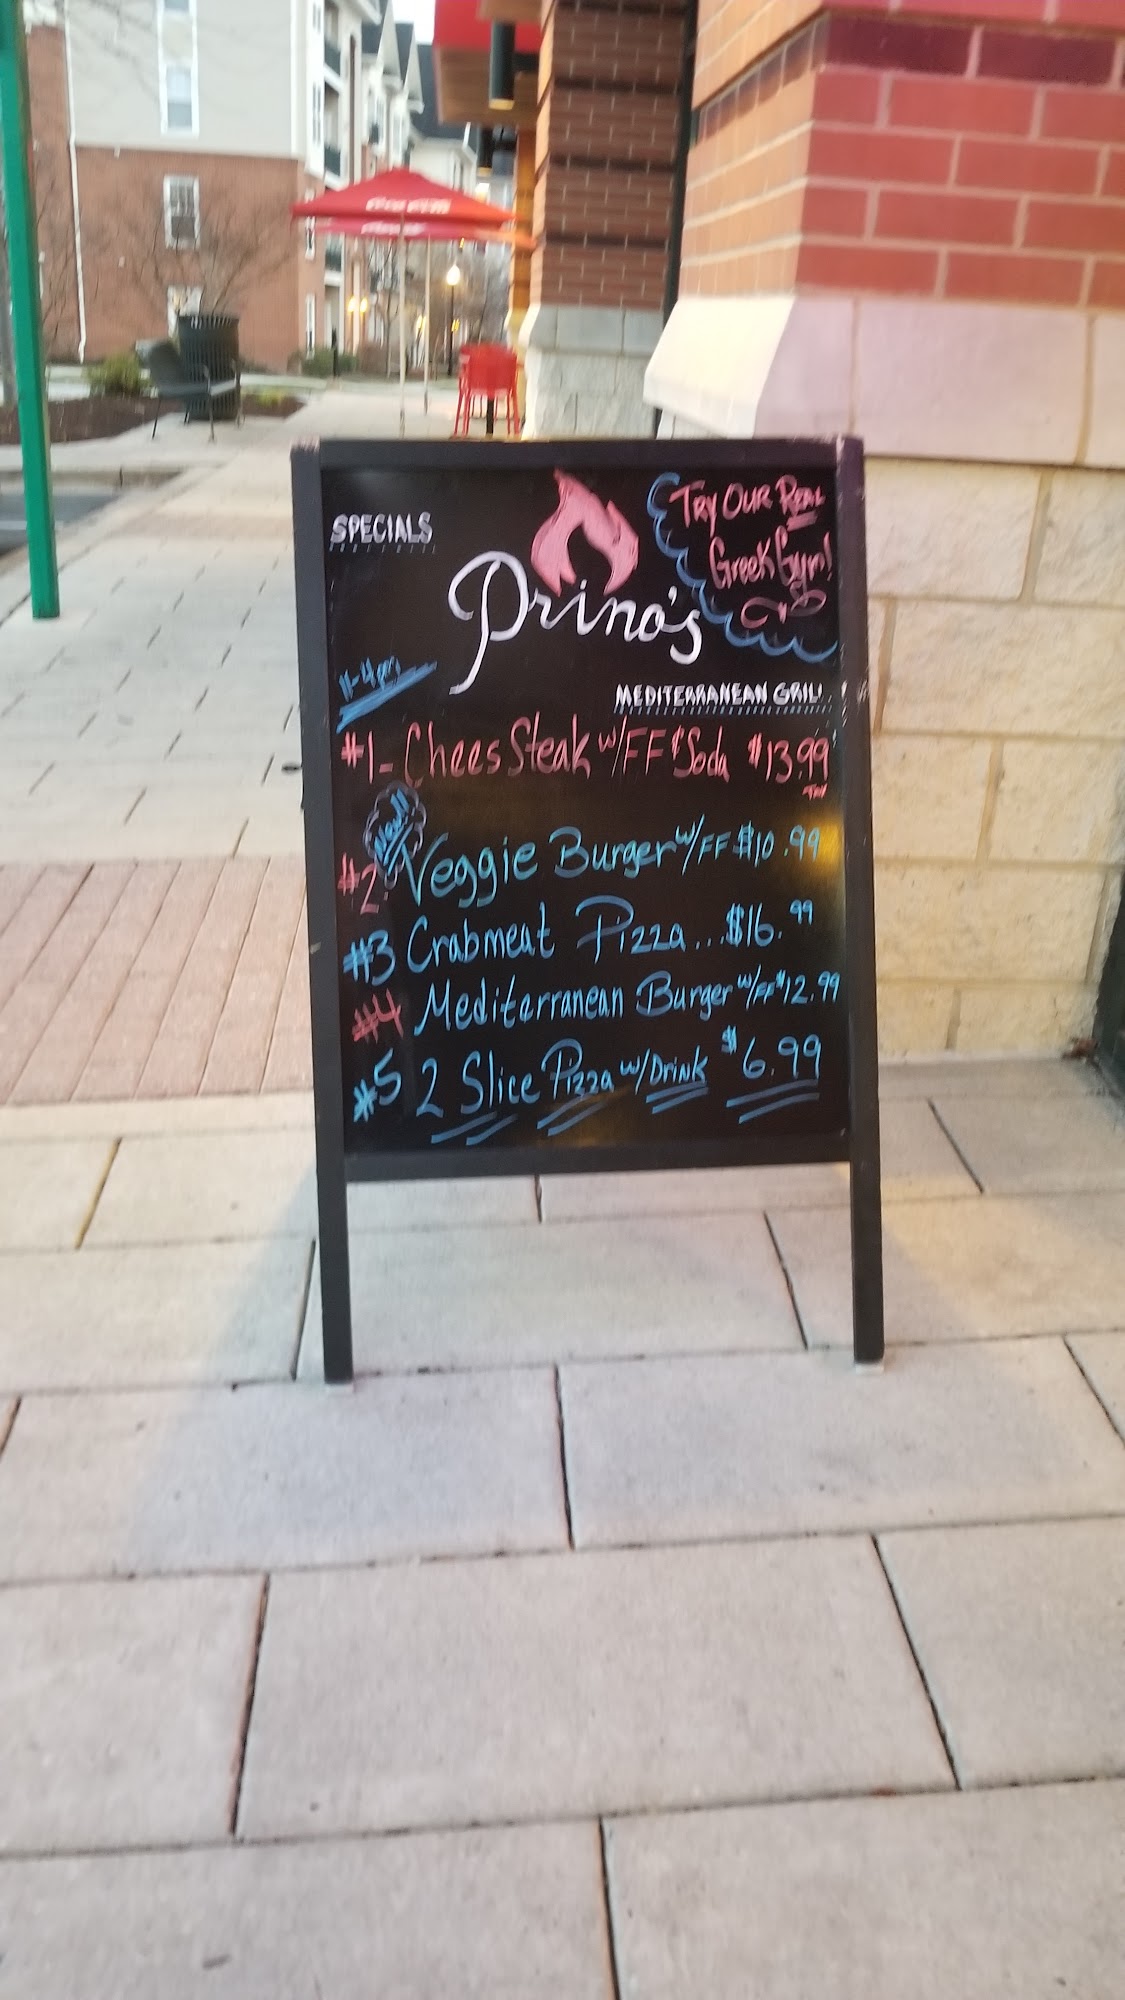 SPECIALS
Try Our Real
Greek Gyro!
Prino's
11-4pm
MEDITERRANEAN GRILL
#1- Chees Steak w/FF & Soda $13.99
New!!
#2 Veggie Burger w/FF $10.99
#3 Crabmeat Pizza...$16.99
#4 Mediterranean Burger w/FF $12.99
#5 2 Slice Pizza w/Drink $6.99